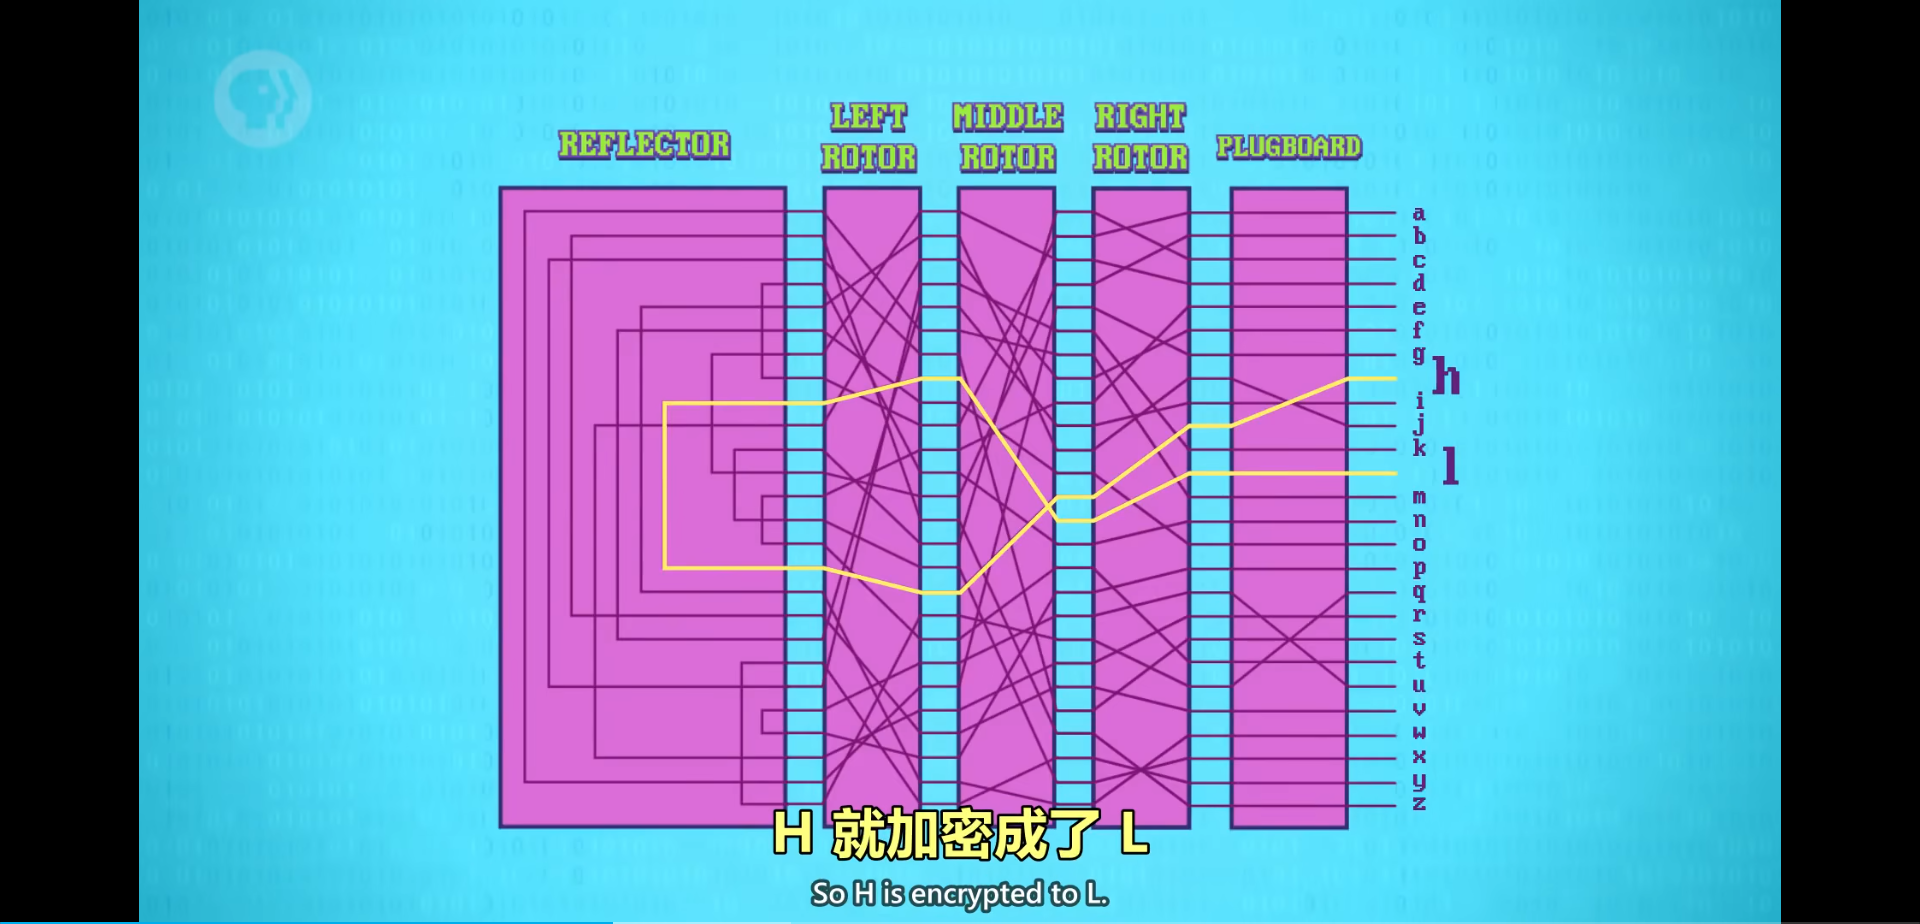 REFLECTOR
LEFT ROTOR
MIDDLE ROTOR
RIGHT ROTOR
PLUGBOARD
a
b
c
d
e
f
g
h
i
j
k
l
m
n
o
p
q
r
s
t
u
v
w
x
y
z
H 就加密成了 L
So H is encrypted to L.